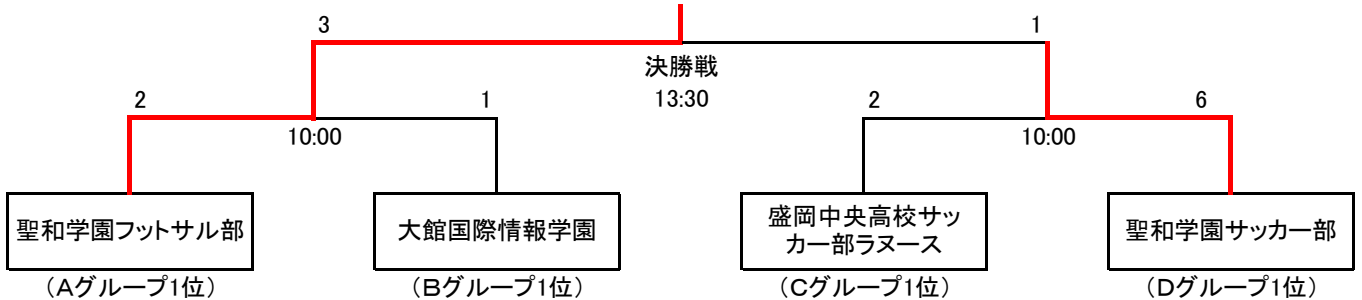 3
1
決勝戦
13:30
2
1
2
6
10:00
10:00
聖和学園フットサル部
大館国際情報学園
盛岡中央高校サッ
カー部ラヌース
聖和学園サッカー部
(Aグループ1位)
(Bグループ1位)
(Cグループ1位)
(Dグループ1位)